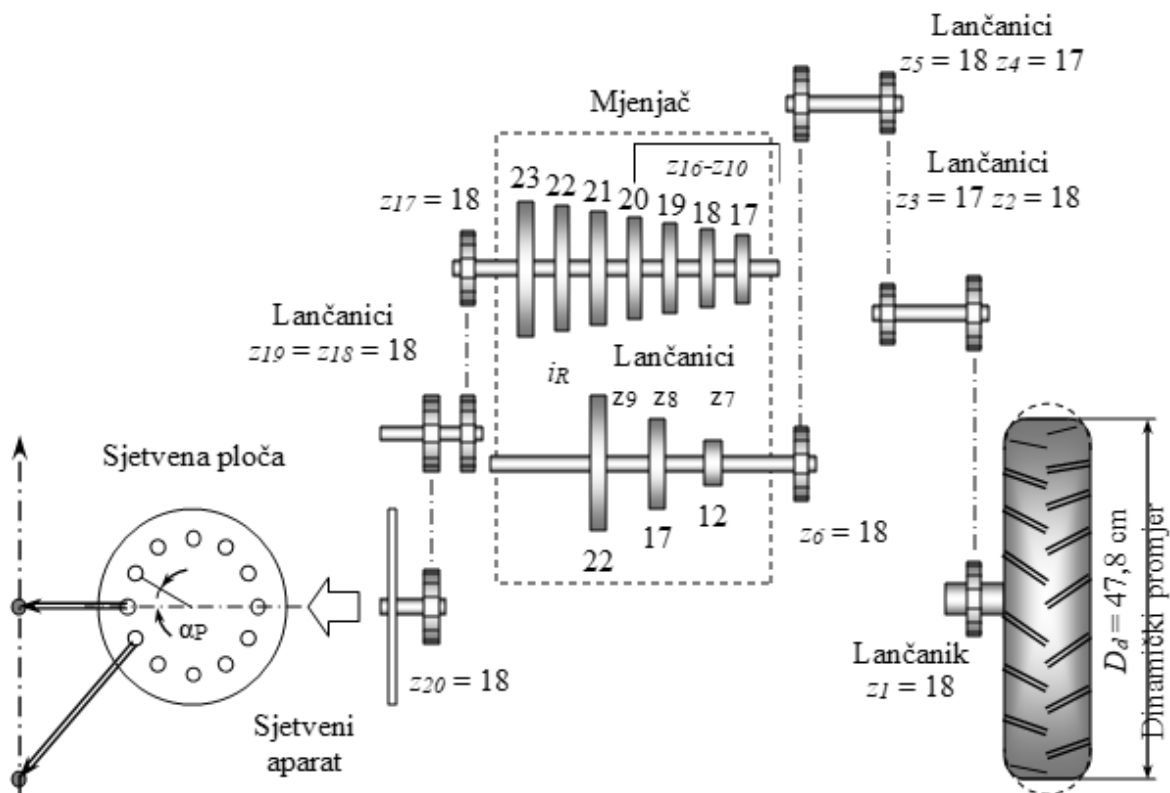 Lančanici
z5 = 18 z4 = 17
Mjenjač
z16-z10
Lančanici
z3 = 17 z2 = 18
z17 = 18
23 22 21 20 19 18 17
Lančanici
z19 = z18 = 18
iR
Lančanici
z9 z8 z7
Sjetvena ploča
22 17 12
z6 = 18
αP
Lančanik
z1 = 18
z20 = 18
Sjetveni
aparat
Dd = 47,8 cm
Dinamički promjer